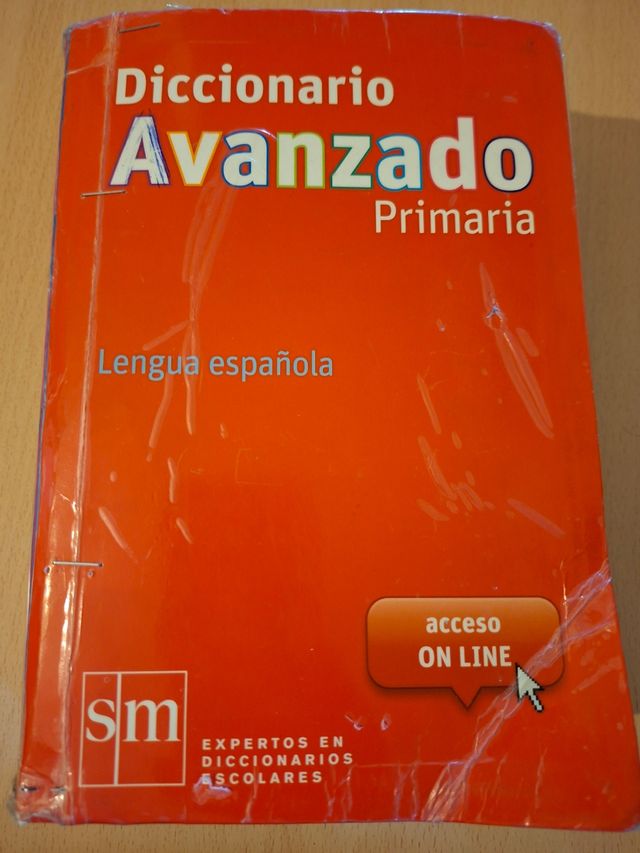 Diccionario
Avanzado
Primaria
Lengua española
acceso
ON LINE
sm
EXPERTOS EN
DICCIONARIOS
ESCOLARES